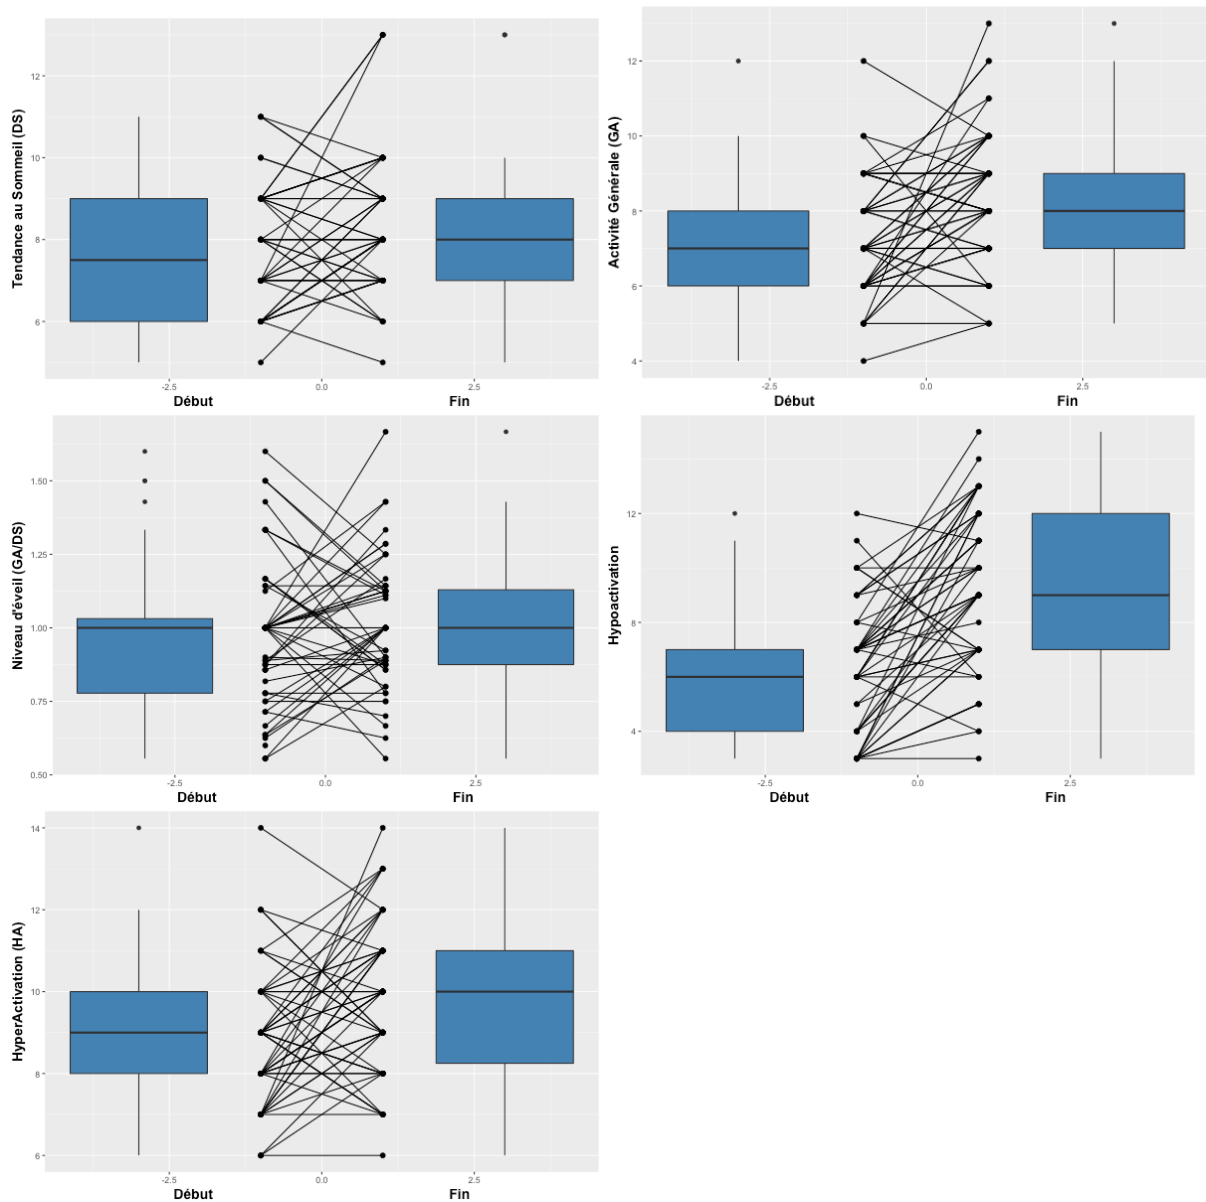 Tendance au Sommeil (DS)
12
10
8
6
-2.5
0.0
2.5
Début
Fin
Activité Générale (GA)
12
10
8
6
4
-2.5
0.0
2.5
Début
Fin
Niveau d'éveil (GA/DS)
1.50
1.25
1.00
0.75
0.50
-2.5
0.0
2.5
Début
Fin
Hypoactivation
12
8
4
-2.5
0.0
2.5
Début
Fin
HyperActivation (HA)
14
12
10
8
6
-2.5
0.0
2.5
Début
Fin